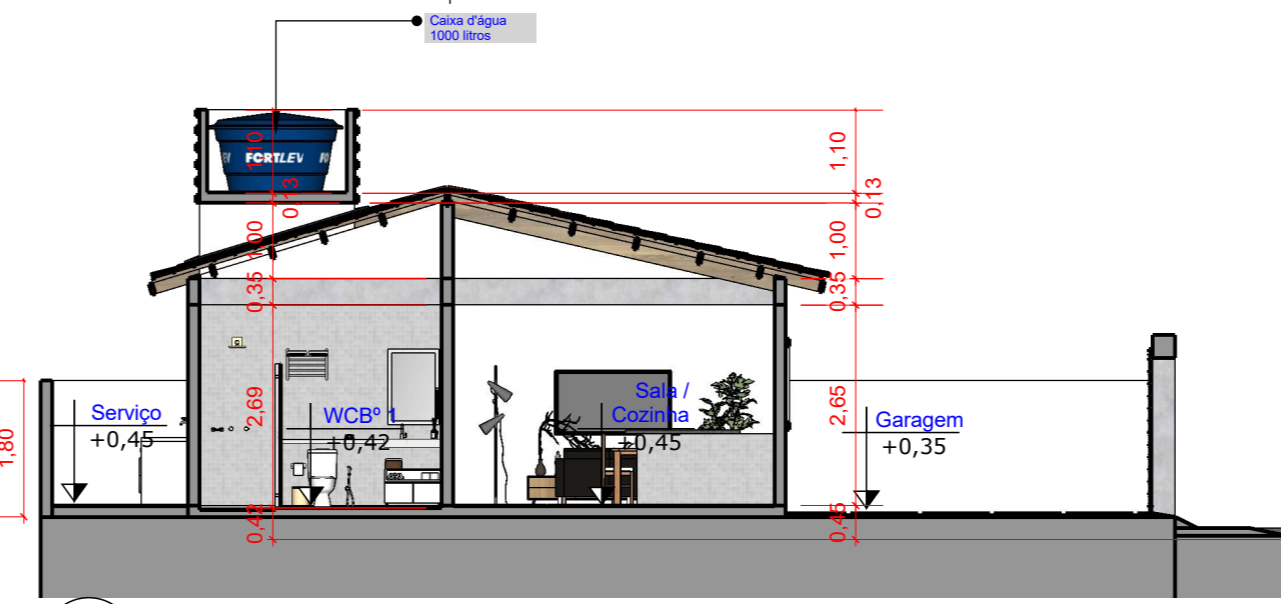 Caixa d'água
1000 litros
1,10
1,10
FORTLEV
FO
0,13
0,13
1,00
1,00
0,35
0,35
2,69
2,65
1,80
Serviço
+0,45
WCBº 1
+0,42
Sala /
Cozinha
+0,45
Garagem
+0,35
0,42
0,45